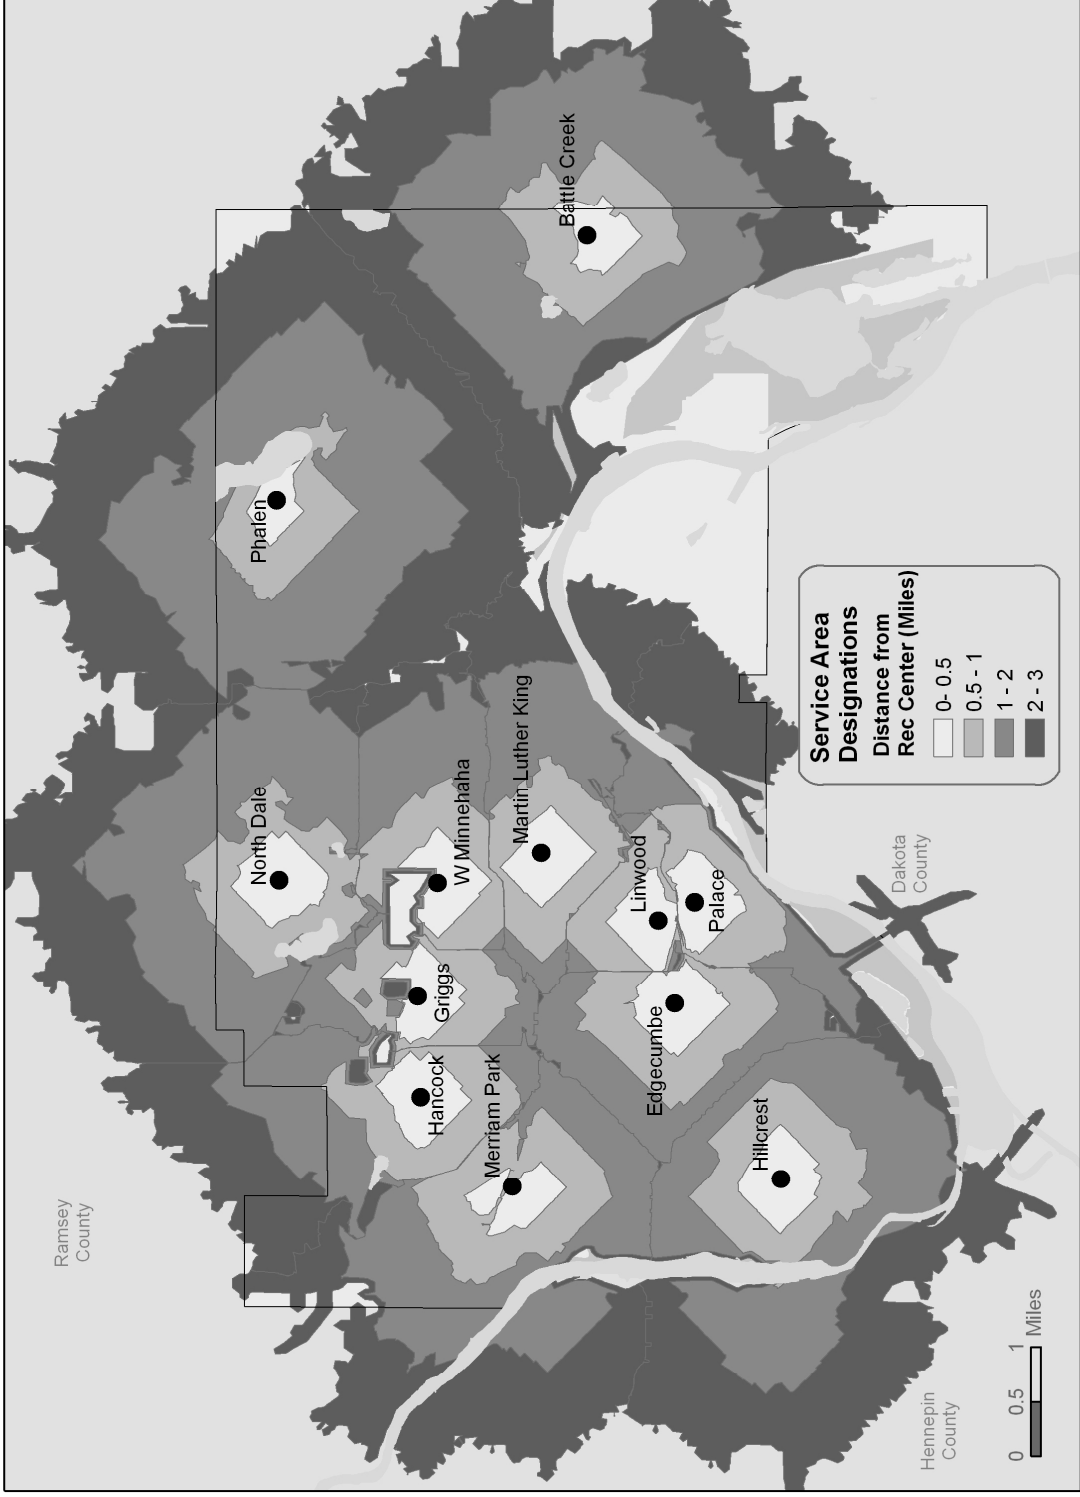 Ramsey
County
Phalen
Battle Creek
North Dale
W Minnehaha
Martin Luther King
Griggs
Hancock
Merriam Park
Linwood
Palace
Edgecumbe
Hillcrest
Dakota
County
Hennepin
County
Service Area
Designations
Distance from
Rec Center (Miles)
0- 0.5
0.5 - 1
1 - 2
2 - 3
0 0.5 1
Miles